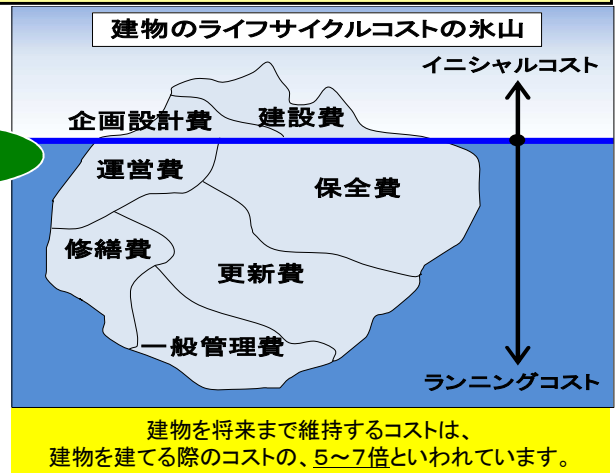 建物のライフサイクルコストの氷山
イニシャルコスト
企画設計費
建設費
運営費
保全費
修繕費
更新費
一般管理費
ランニングコスト
建物を将来まで維持するコストは、
建物を建てる際のコストの、５～７倍といわれています。